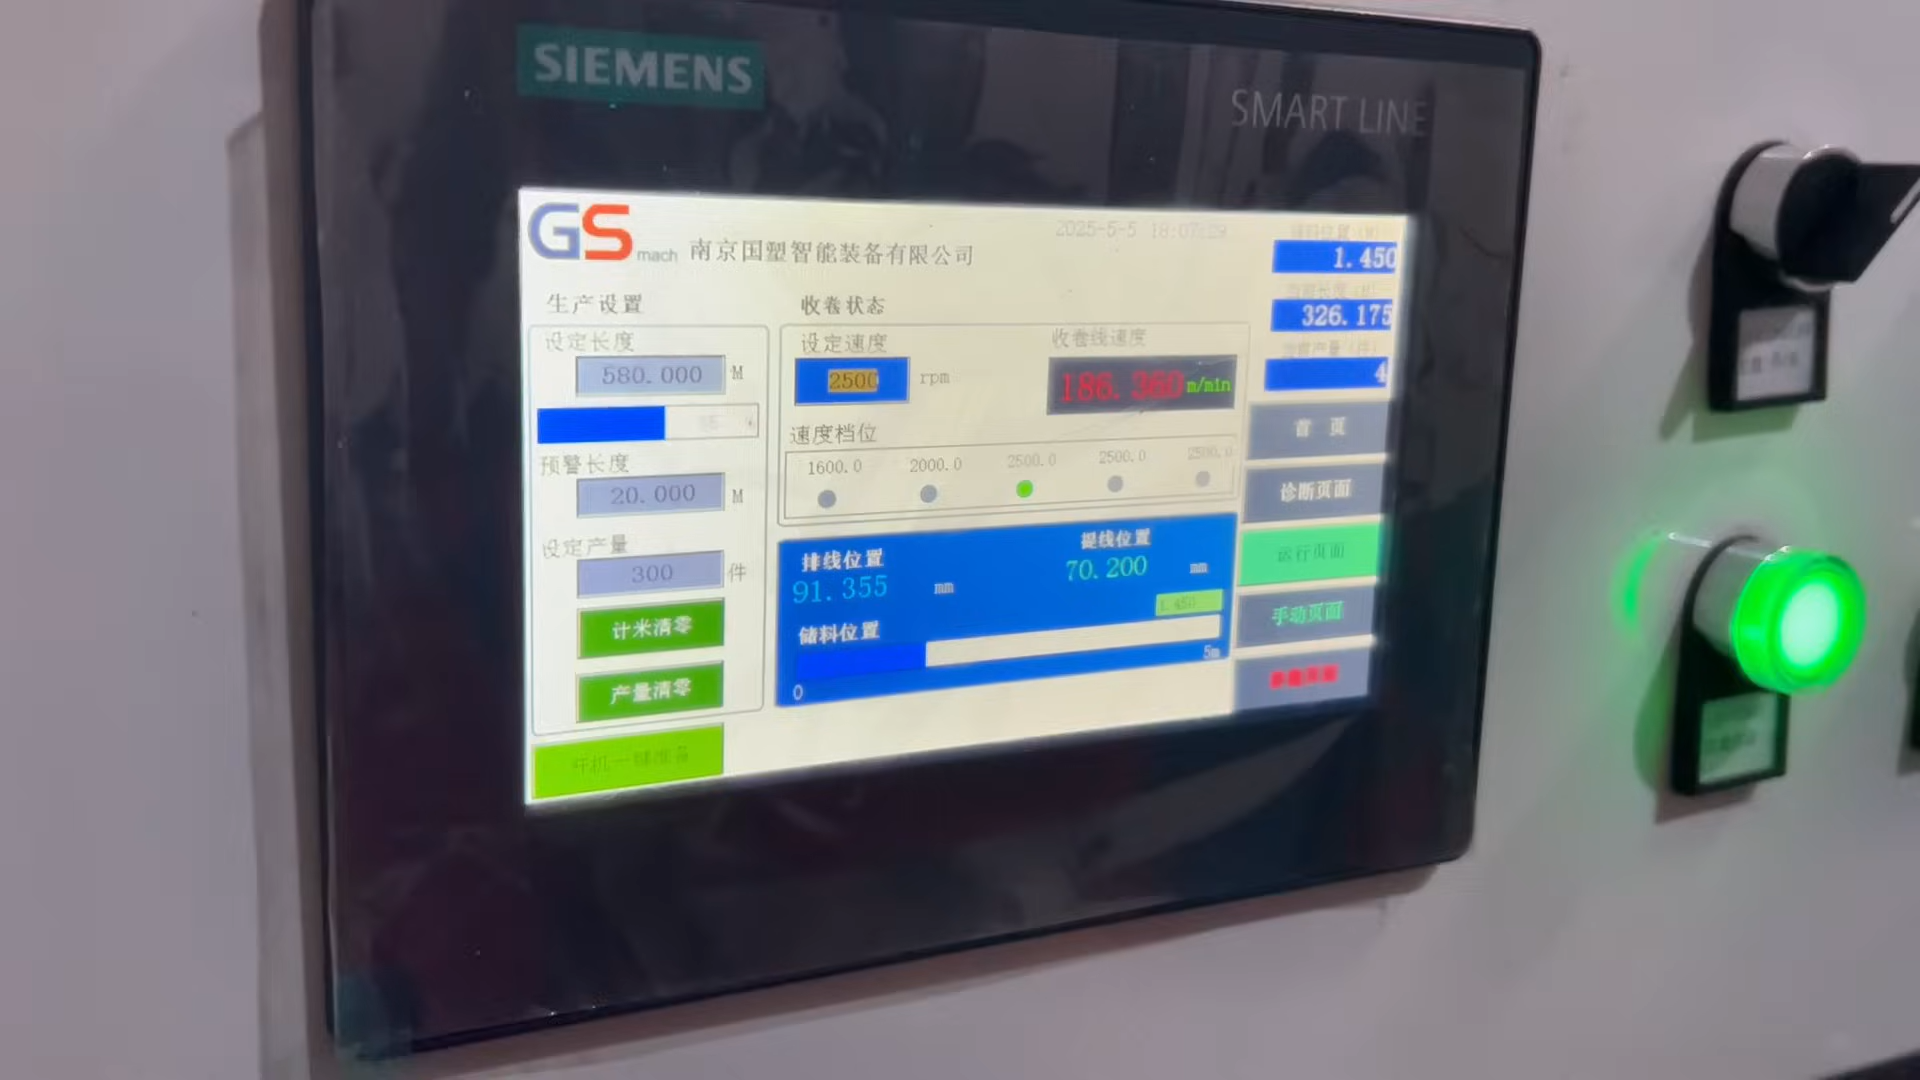 SIEMENS
SMART LINE
GS mach 南京国塑智能装备有限公司
2025-5-5 18:07:29
1.450
生产设置
收卷状态
326.175
设定长度
设定速度
收卷线速度
580.000 M
2500 rpm
186.360 m/min
4
速度档位
首 页
预警长度
1600.0 2000.0 2500.0 2500.0 2500.0
20.000 M
诊断页面
设定产量
排线位置
提线位置
运行页面
300 件
91.355 mm
70.200 mm
1.450
计米清零
储料位置
手动页面
5m
产量清零
0
开机一键准备